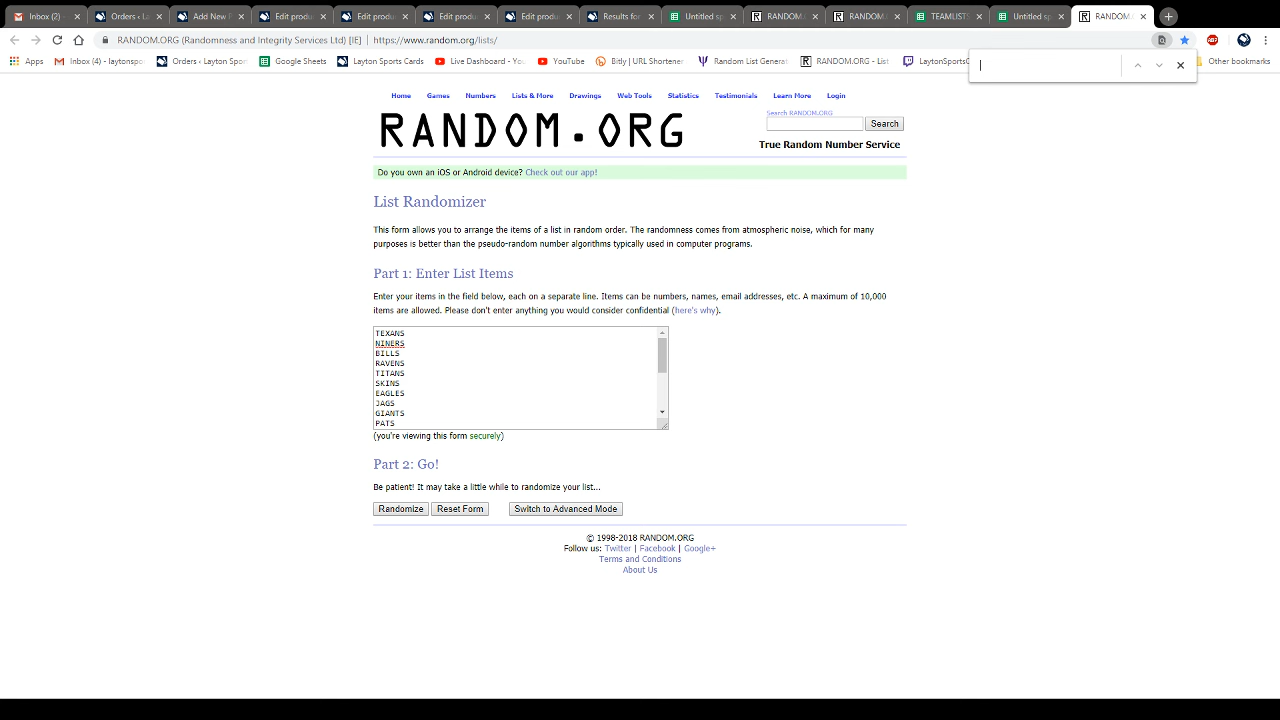 Inbox (2) Orders ‹ La Add New P Edit produ Edit produ Edit produ Edit produ Results for Untitled sp RANDOM. RANDOM. TEAMLISTS Untitled sp RANDOM.
RANDOM.ORG (Randomness and Integrity Services Ltd) [IE] | https://www.random.org/lists/
Apps Inbox (4) - laytonspo Orders ‹ Layton Spor Google Sheets Layton Sports Cards Live Dashboard - Yo YouTube Bitly | URL Shortener Random List Generat RANDOM.ORG - List LaytonSportsC Other bookmarks
Home Games Numbers Lists & More Drawings Web Tools Statistics Testimonials Learn More Login
RANDOM.ORG
Search RANDOM.ORG
Search
True Random Number Service
Do you own an iOS or Android device? Check out our app!
List Randomizer
This form allows you to arrange the items of a list in random order. The randomness comes from atmospheric noise, which for many
purposes is better than the pseudo-random number algorithms typically used in computer programs.
Part 1: Enter List Items
Enter your items in the field below, each on a separate line. Items can be numbers, names, email addresses, etc. A maximum of 10,000
items are allowed. Please don't enter anything you would consider confidential (here's why).
TEXANS
NINERS
BILLS
RAVENS
TITANS
SKINS
EAGLES
JAGS
GIANTS
PATS
(you're viewing this form securely)
Part 2: Go!
Be patient! It may take a little while to randomize your list...
Randomize Reset Form Switch to Advanced Mode
© 1998-2018 RANDOM.ORG
Follow us: Twitter | Facebook | Google+
Terms and Conditions
About Us